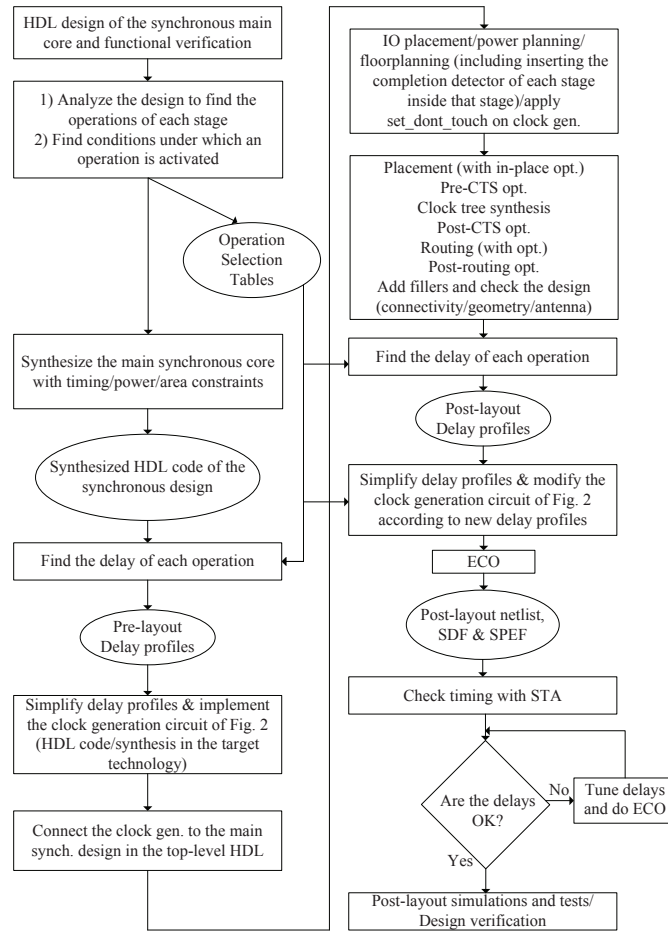 HDL design of the synchronous main
core and functional verification
1) Analyze the design to find the
operations of each stage
2) Find conditions under which an
operation is activated
Operation
Selection
Tables
Synthesize the main synchronous core
with timing/power/area constraints
Synthesized HDL code of the
synchronous design
Find the delay of each operation
Pre-layout
Delay profiles
Simplify delay profiles & implement
the clock generation circuit of Fig. 2
(HDL code/synthesis in the target
technology)
Connect the clock gen. to the main
synch. design in the top-level HDL
IO placement/power planning/
floorplanning (including inserting the
completion detector of each stage
inside that stage)/apply
set_dont_touch on clock gen.
Placement (with in-place opt.)
Pre-CTS opt.
Clock tree synthesis
Post-CTS opt.
Routing (with opt.)
Post-routing opt.
Add fillers and check the design
(connectivity/geometry/antenna)
Find the delay of each operation
Post-layout
Delay profiles
Simplify delay profiles & modify the
clock generation circuit of Fig. 2
according to new delay profiles
ECO
Post-layout netlist,
SDF & SPEF
Check timing with STA
Are the delays
OK?
No
Tune delays
and do ECO
Yes
Post-layout simulations and tests/
Design verification